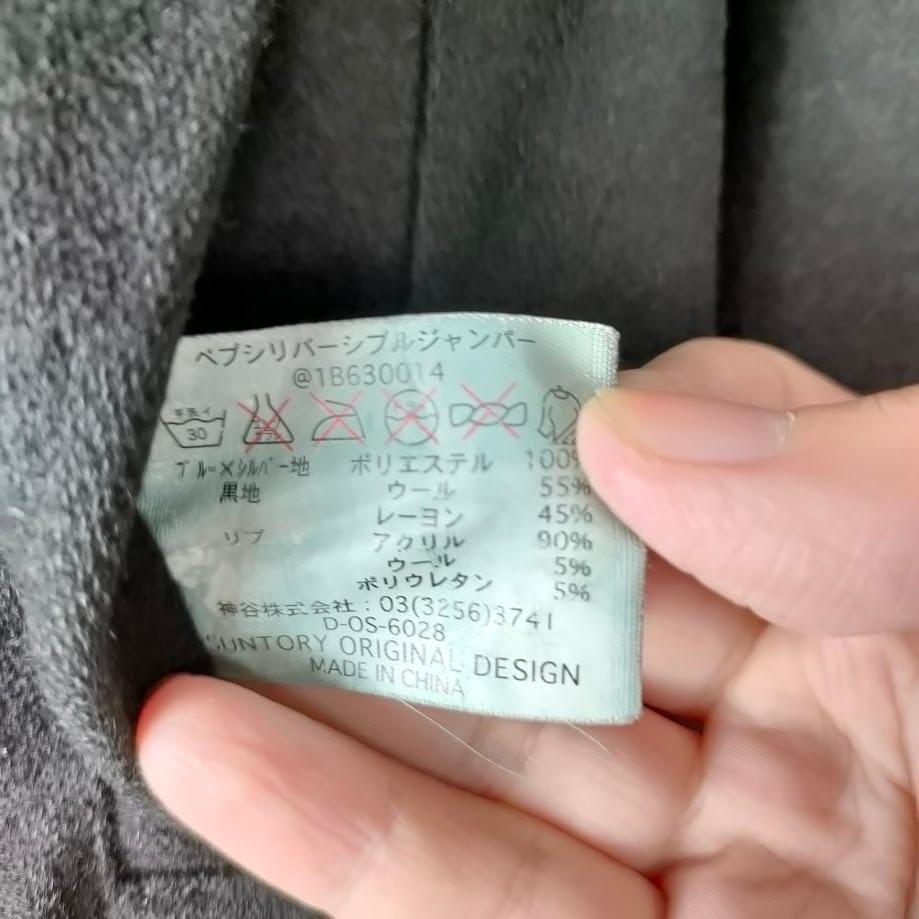 ペプシリバーシブルジャンパー
@1B630014
手洗イ
30
ブルー×シルバー地 ポリエステル 100%
黒地 ウール 55%
レーヨン 45%
リブ アクリル 90%
ウール 5%
ポリウレタン 5%
神谷株式会社：03(3256)3741
D-OS-6028
SUNTORY ORIGINAL DESIGN
MADE IN CHINA